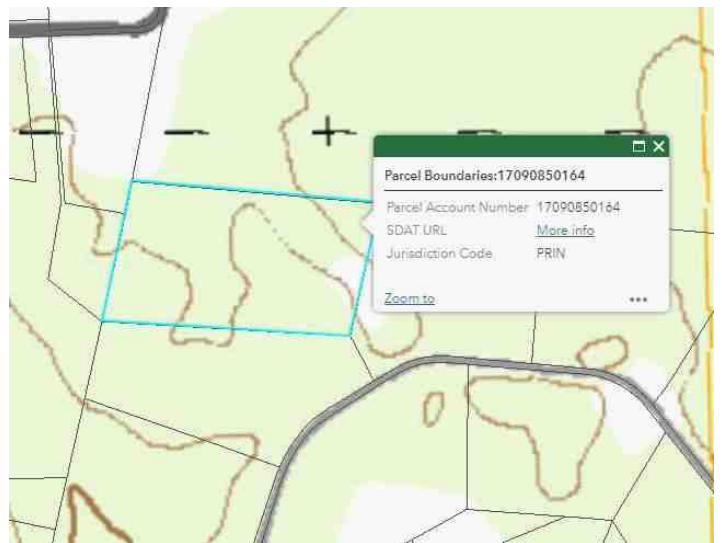 Parcel Boundaries:17090850164
Parcel Account Number 17090850164
SDAT URL More info
Jurisdiction Code PRIN
Zoom to